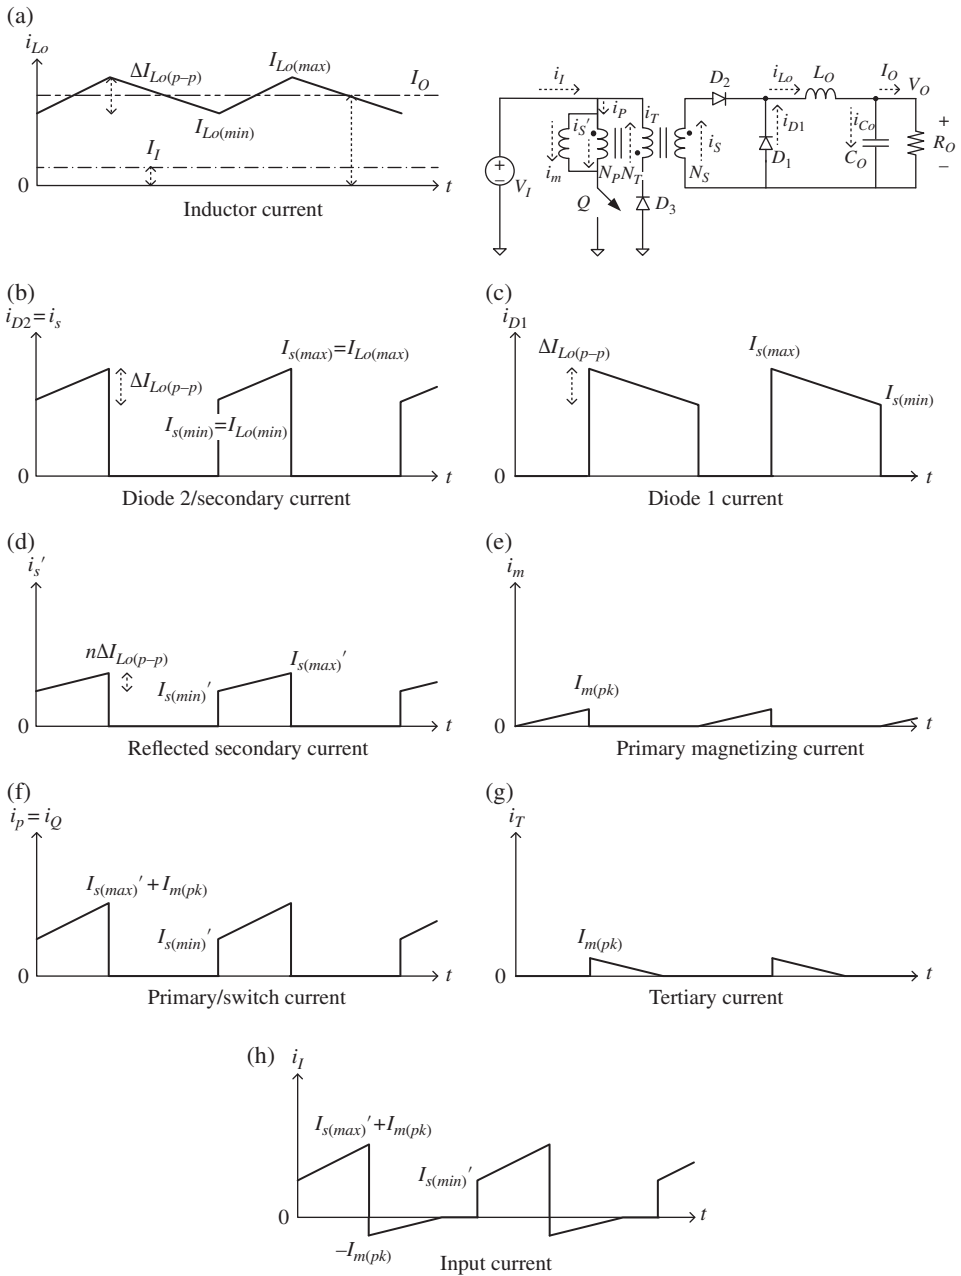 (a)
i_Lo
ΔI_Lo(p–p)
I_Lo(max)
I_O
I_Lo(min)
I_I
0
t
Inductor current
i_I
V_I
+
−
i_m
i_S′
i_P
N_P
N_T
i_T
Q
D_3
N_S
i_S
D_2
i_Lo
L_O
i_D1
D_1
I_O
V_O
i_Co
C_O
+
R_O
–
(b)
i_D2 = i_s
I_s(max) = I_Lo(max)
ΔI_Lo(p–p)
I_s(min) = I_Lo(min)
0
t
Diode 2/secondary current
(c)
i_D1
ΔI_Lo(p–p)
I_s(max)
I_s(min)
0
t
Diode 1 current
(d)
i_s′
nΔI_Lo(p–p)
I_s(max)′
I_s(min)′
0
t
Reflected secondary current
(e)
i_m
I_m(pk)
0
t
Primary magnetizing current
(f)
i_p = i_Q
I_s(max)′ + I_m(pk)
I_s(min)′
0
t
Primary/switch current
(g)
i_T
I_m(pk)
0
t
Tertiary current
(h)
i_I
I_s(max)′ + I_m(pk)
I_s(min)′
0
t
–I_m(pk)
Input current